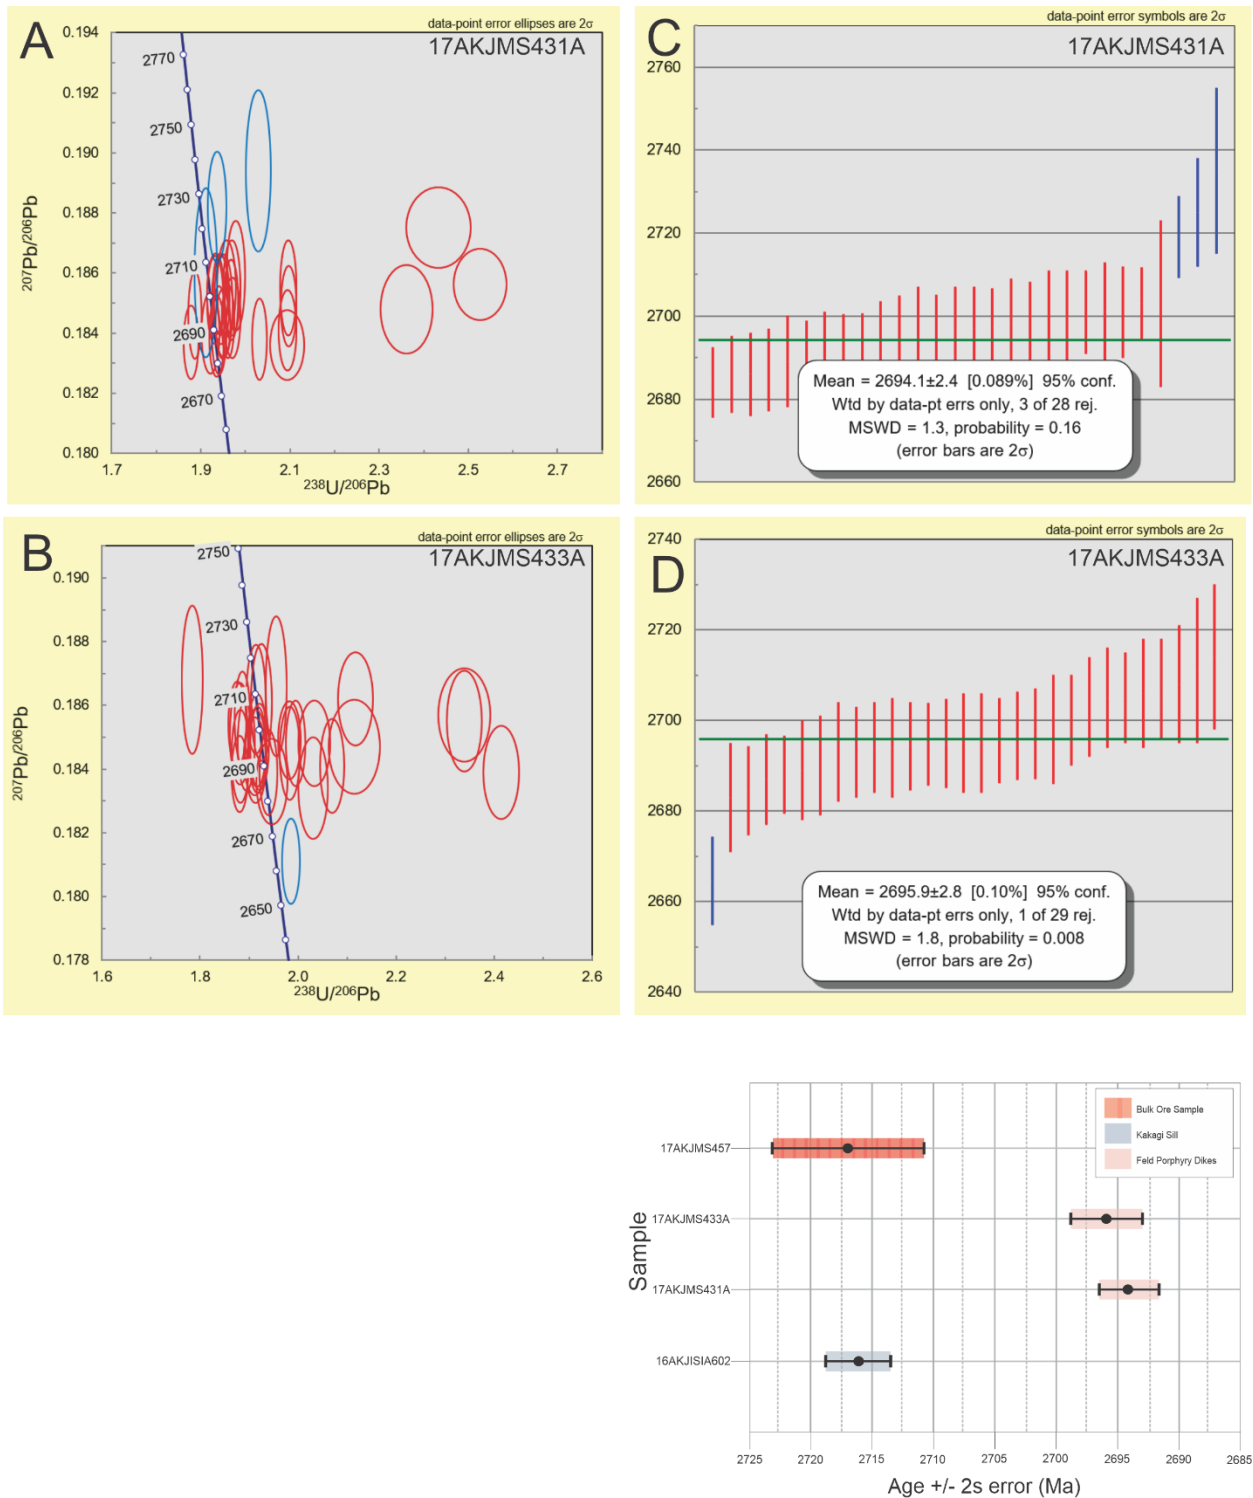 data-point error ellipses are 2σ
A
17AKJMS431A
0.194
0.192
0.190
0.188
0.186
0.184
0.182
0.180
207Pb/206Pb
2770
2750
2730
2710
2690
2670
1.7
1.9
2.1
2.3
2.5
2.7
238U/206Pb
data-point error symbols are 2σ
C
17AKJMS431A
2760
2740
2720
2700
2680
2660
Mean = 2694.1±2.4 [0.089%] 95% conf.
Wtd by data-pt errs only, 3 of 28 rej.
MSWD = 1.3, probability = 0.16
(error bars are 2σ)
data-point error ellipses are 2σ
B
17AKJMS433A
0.190
0.188
0.186
0.184
0.182
0.180
0.178
207Pb/206Pb
2750
2730
2710
2690
2670
2650
1.6
1.8
2.0
2.2
2.4
2.6
238U/206Pb
data-point error symbols are 2σ
D
17AKJMS433A
2740
2720
2700
2680
2660
2640
Mean = 2695.9±2.8 [0.10%] 95% conf.
Wtd by data-pt errs only, 1 of 29 rej.
MSWD = 1.8, probability = 0.008
(error bars are 2σ)
Bulk Ore Sample
Kakagi Sill
Feld Porphyry Dikes
Sample
17AKJMS457
17AKJMS433A
17AKJMS431A
16AKJISIA602
2725
2720
2715
2710
2705
2700
2695
2690
2685
Age +/- 2s error (Ma)